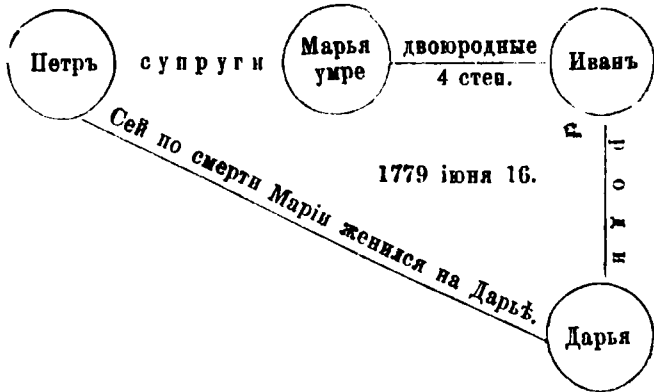 Петръ
супруги
Марья
умре
двоюродные
4 степ.
Иванъ
Сей по смерти Маріи женился на Дарьѣ.
1779 іюня 16.
роди
Дарья